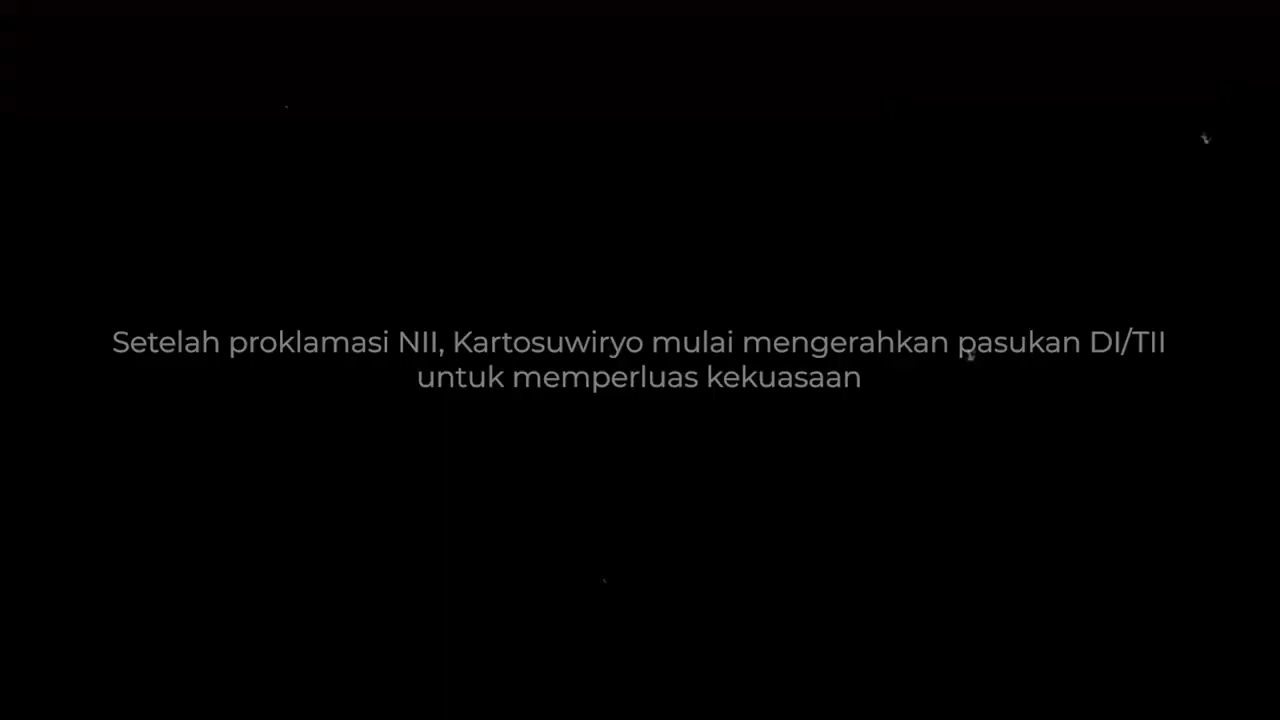 Setelah proklamasi NII, Kartosuwiryo mulai mengerahkan pasukan DI/TII
untuk memperluas kekuasaan